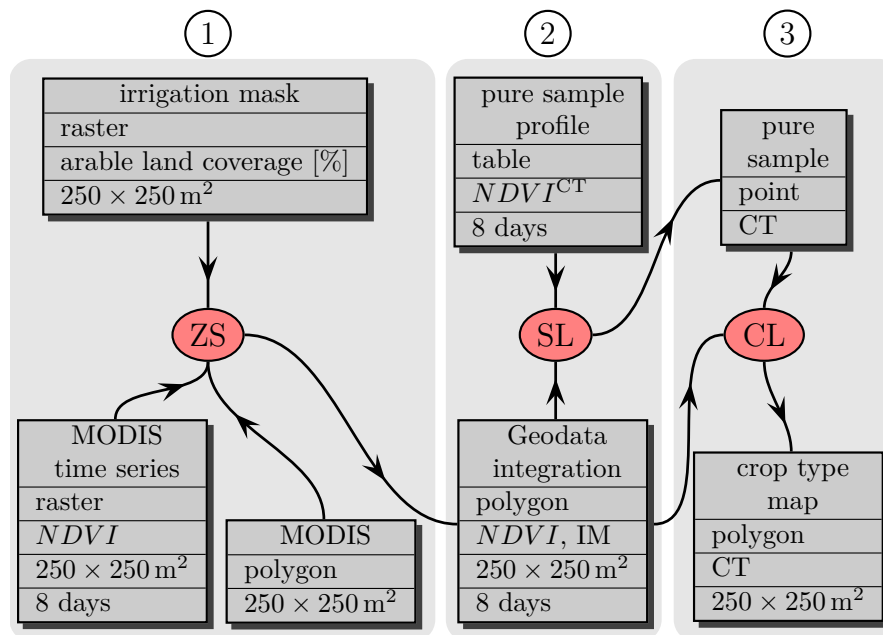 1
irrigation mask
raster
arable land coverage [%]
250 × 250 m²
ZS
MODIS
time series
raster
NDVI
250 × 250 m²
8 days
MODIS
polygon
250 × 250 m²
2
pure sample
profile
table
NDVI^CT
8 days
SL
Geodata
integration
polygon
NDVI, IM
250 × 250 m²
8 days
3
pure
sample
point
CT
CL
crop type
map
polygon
CT
250 × 250 m²